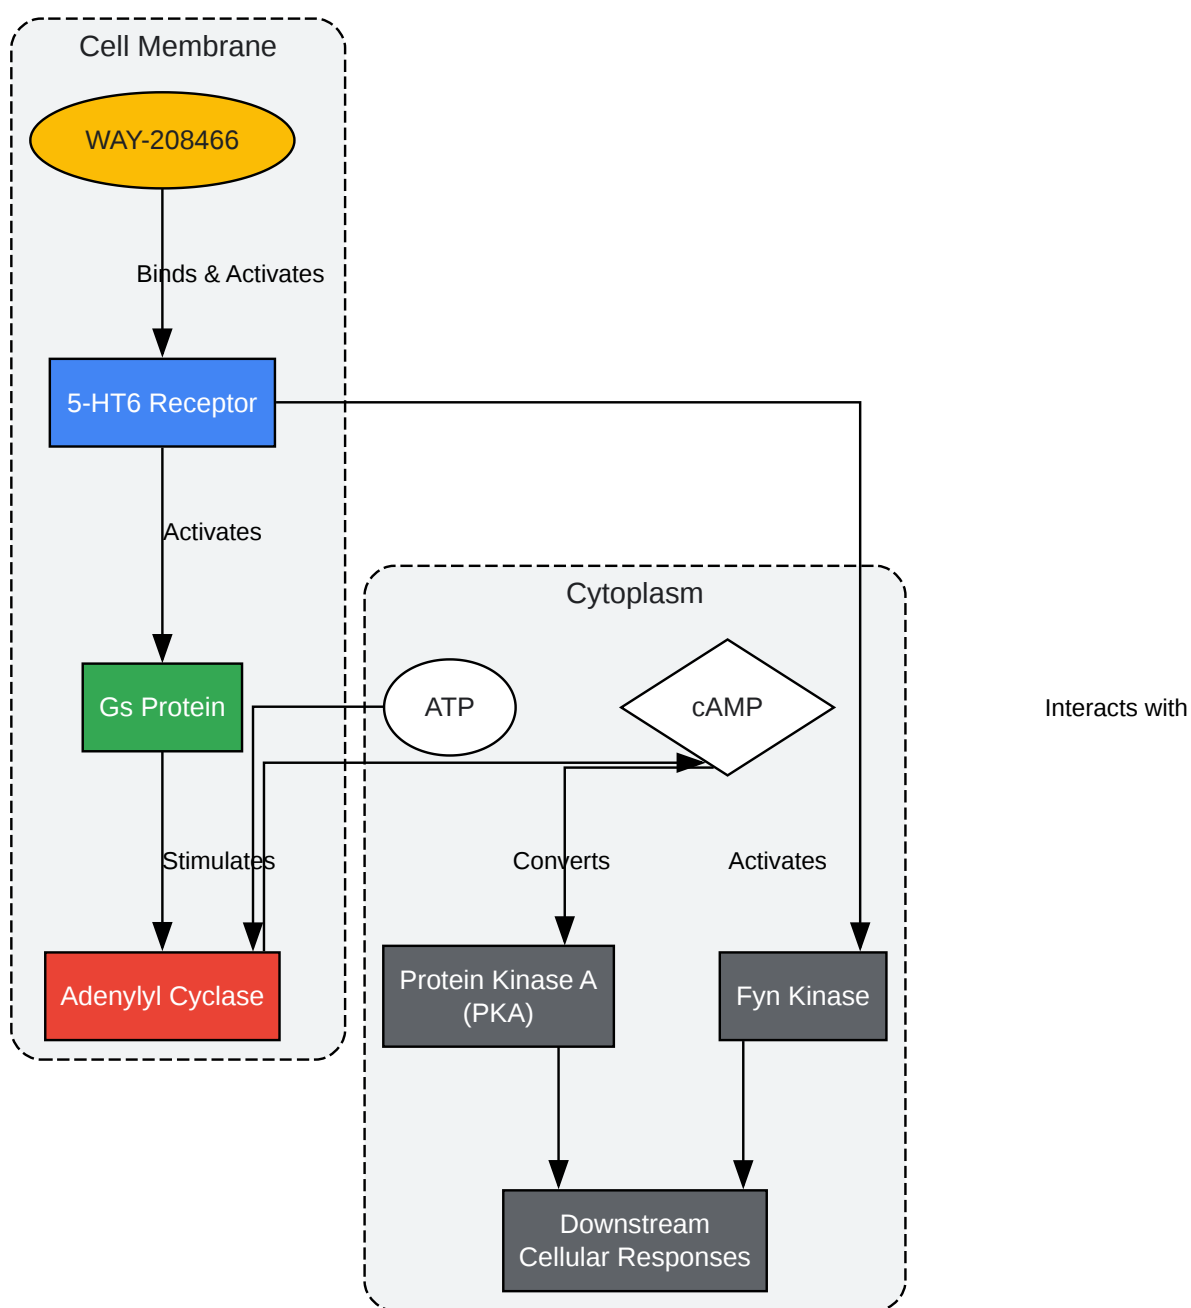 Cell Membrane
WAY-208466
Binds & Activates
5-HT6 Receptor
Activates
Cytoplasm
Gs Protein
ATP
cAMP
Interacts with
Stimulates
Converts
Activates
Adenylyl Cyclase
Protein Kinase A
(PKA)
Fyn Kinase
Downstream
Cellular Responses